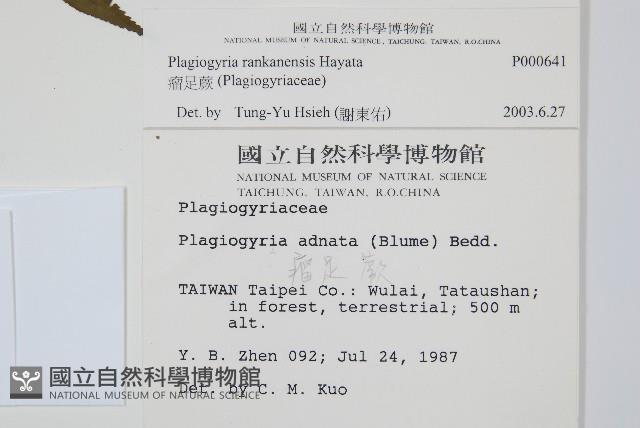 國立自然科學博物館
NATIONAL MUSEUM OF NATURAL SCIENCE, TAICHUNG, TAIWAN, R.O.CHINA
Plagiogyria rankanensis Hayata P000641
瘤足蕨 (Plagiogyriaceae)
Det. by Tung-Yu Hsieh (謝東佑) 2003.6.27
國立自然科學博物館
NATIONAL MUSEUM OF NATURAL SCIENCE
TAICHUNG, TAIWAN, R.O.CHINA
Plagiogyriaceae
Plagiogyria adnata (Blume) Bedd.
瘤足蕨
TAIWAN Taipei Co.: Wulai, Tataushan;
in forest, terrestrial; 500 m
alt.
Y. B. Zhen 092; Jul 24, 1987
Det. by C. M. Kuo
國立自然科學博物館
NATIONAL MUSEUM OF NATURAL SCIENCE